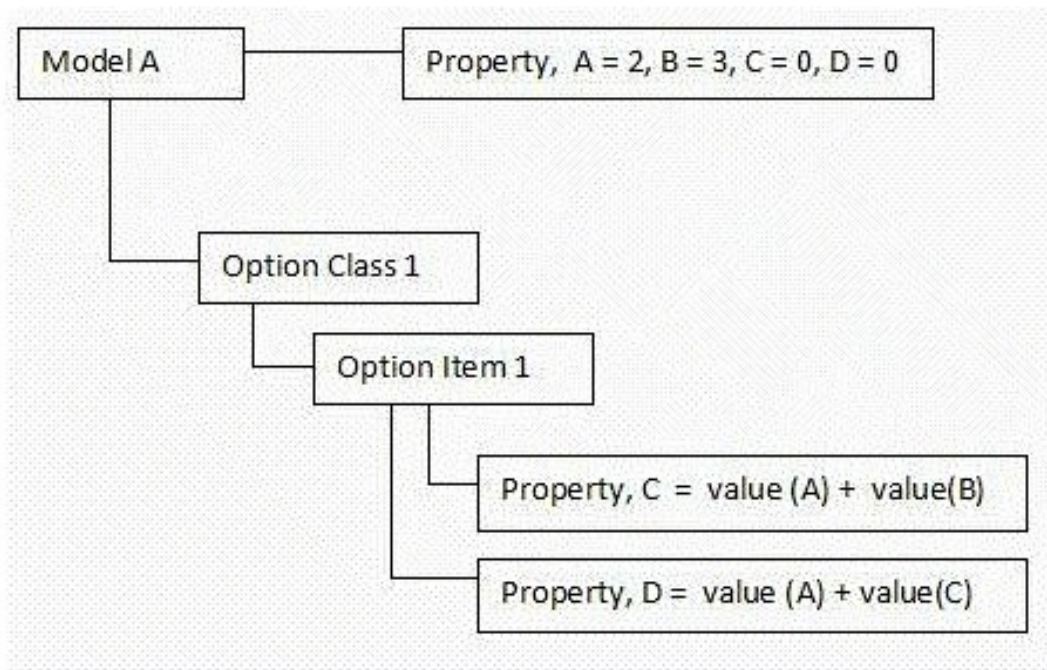 Model A
Property, A = 2, B = 3, C = 0, D = 0
Option Class 1
Option Item 1
Property, C = value (A) + value(B)
Property, D = value (A) + value(C)